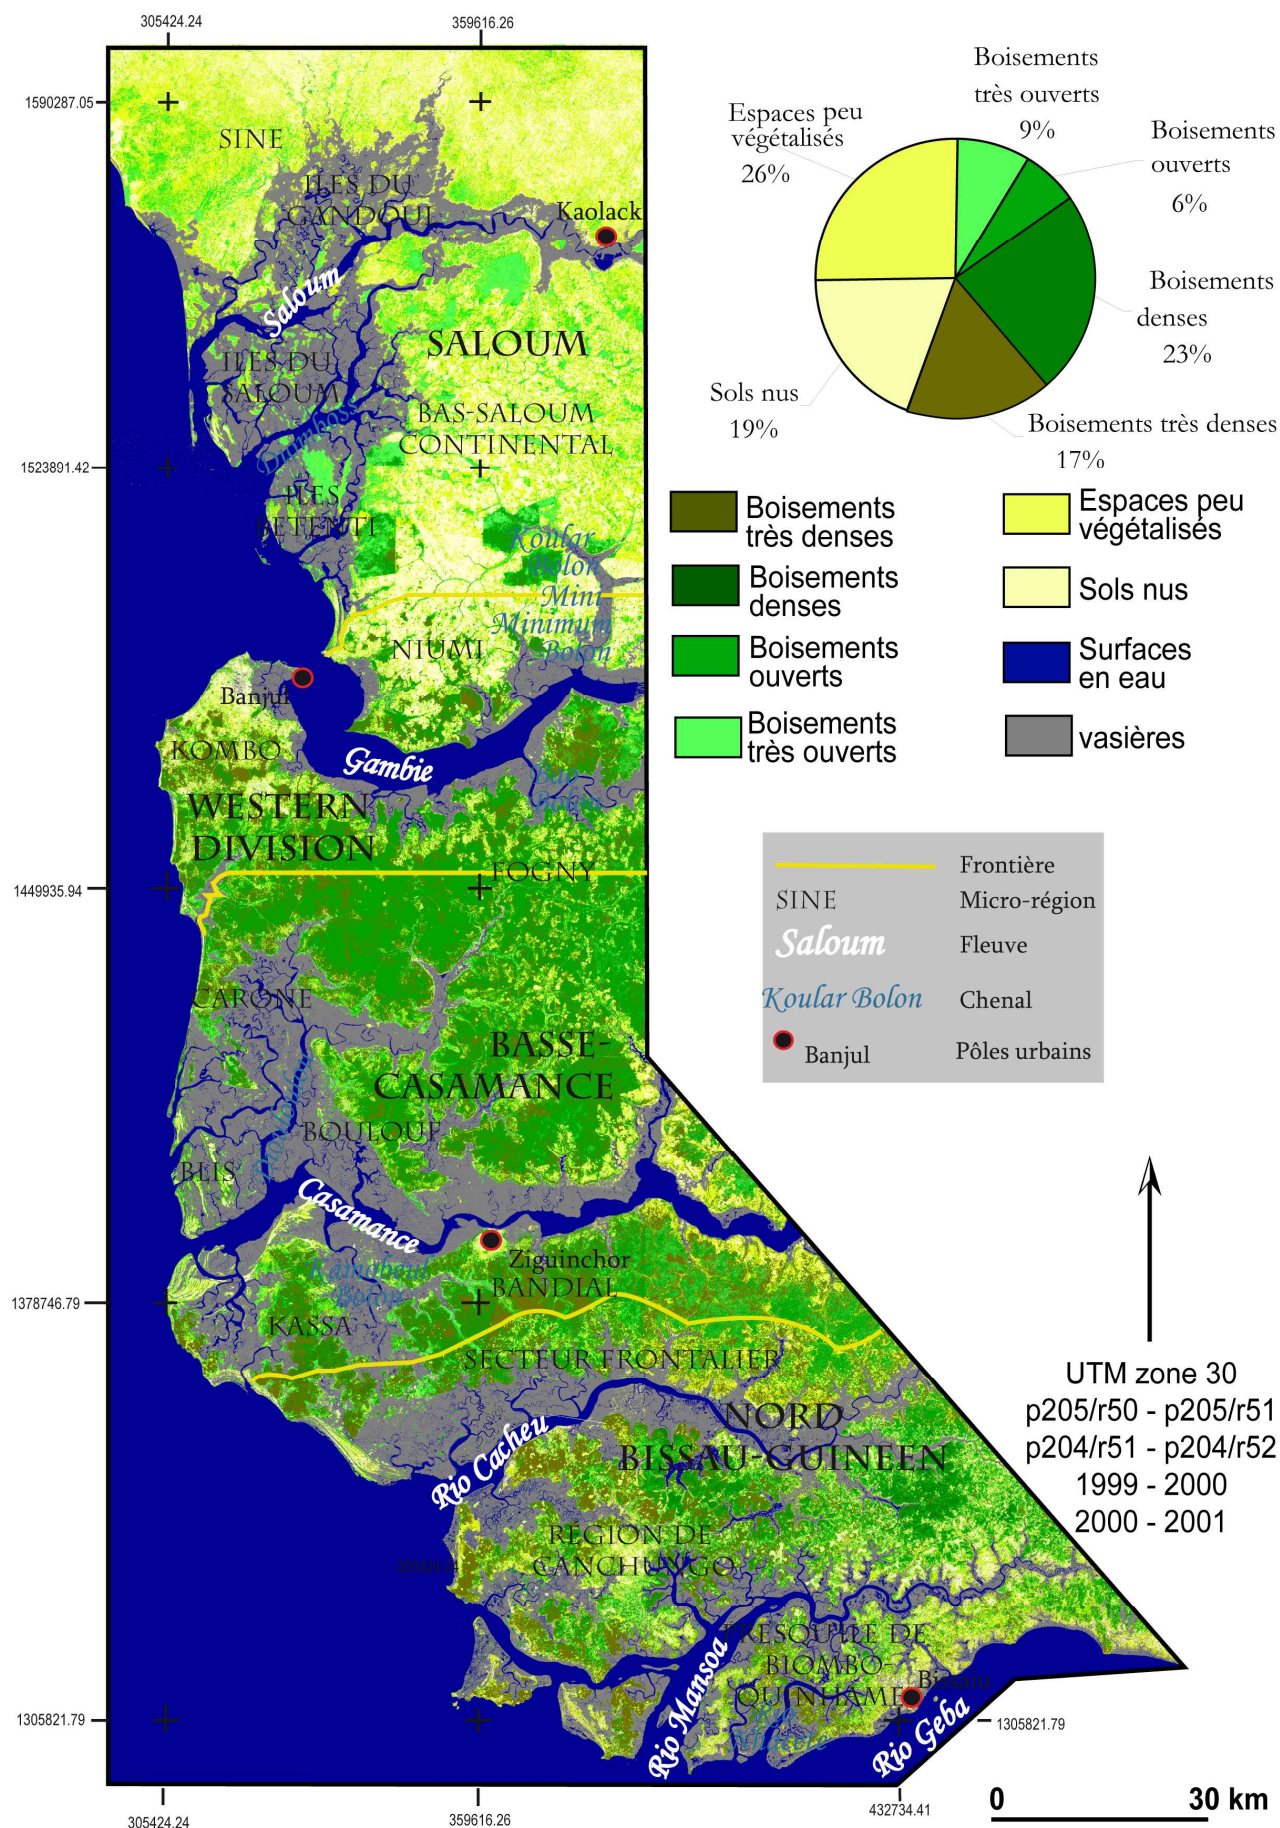 305424.24
359616.26
1590287.05
SINE
ILES DU
GANDOUL
Kaolack
Saloum
SALOUM
ILES DU
SALOUM
BAS-SALOUM
CONTINENTAL
1523891.42
ILES
BETENTI
Koular
Bolon
Mini
Minimum
Bolon
NIUMI
Banjul
KOMBO
Gambie
WESTERN
DIVISION
FOGNY
1449935.94
CARONE
BASSE-
CASAMANCE
BOULOUF
BLIS
Casamance
Ziguinchor
BANDIAL
1378746.79
KASSA
SECTEUR FRONTALIER
NORD
BISSAU-GUINEEN
Rio Cacheu
REGION DE
CANCHUNGO
PRESQU'ILE DE
BIOMBO-
QUINHAMEL
Bissau
Rio Mansoa
Rio Geba
1305821.79
1305821.79
305424.24
359616.26
432734.41
Boisements
très ouverts
9%
Boisements
ouverts
6%
Boisements
denses
23%
Boisements très denses
17%
Sols nus
19%
Espaces peu
végétalisés
26%
Boisements
très denses
Boisements
denses
Boisements
ouverts
Boisements
très ouverts
Espaces peu
végétalisés
Sols nus
Surfaces
en eau
vasières
Frontière
SINE
Micro-région
Saloum
Fleuve
Koular Bolon
Chenal
Banjul
Pôles urbains
UTM zone 30
p205/r50 - p205/r51
p204/r51 - p204/r52
1999 - 2000
2000 - 2001
0
30 km